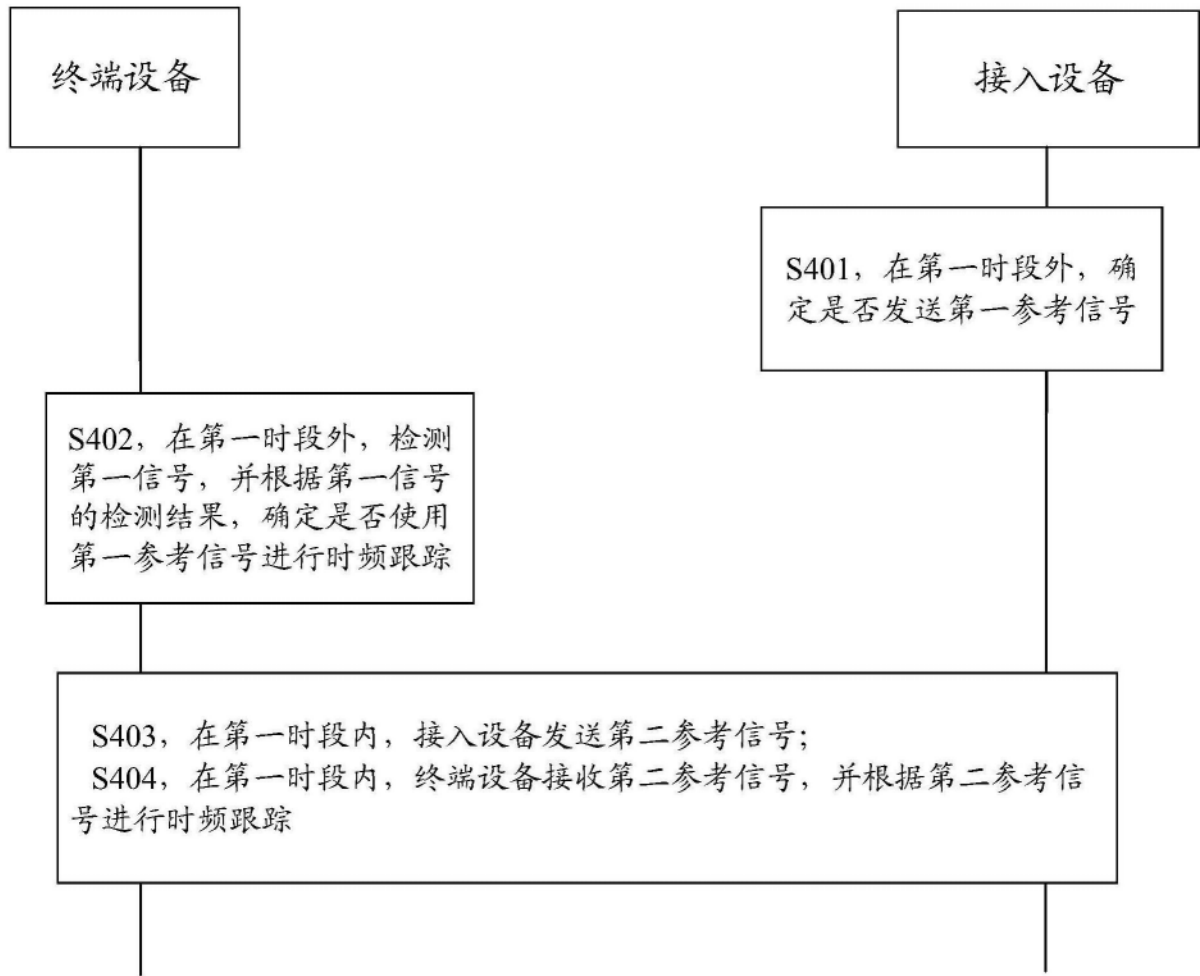 终端设备
接入设备
S401，在第一时段外，确
定是否发送第一参考信号
S402，在第一时段外，检测
第一信号，并根据第一信号
的检测结果，确定是否使用
第一参考信号进行时频跟踪
S403，在第一时段内，接入设备发送第二参考信号；
S404，在第一时段内，终端设备接收第二参考信号，并根据第二参考信
号进行时频跟踪